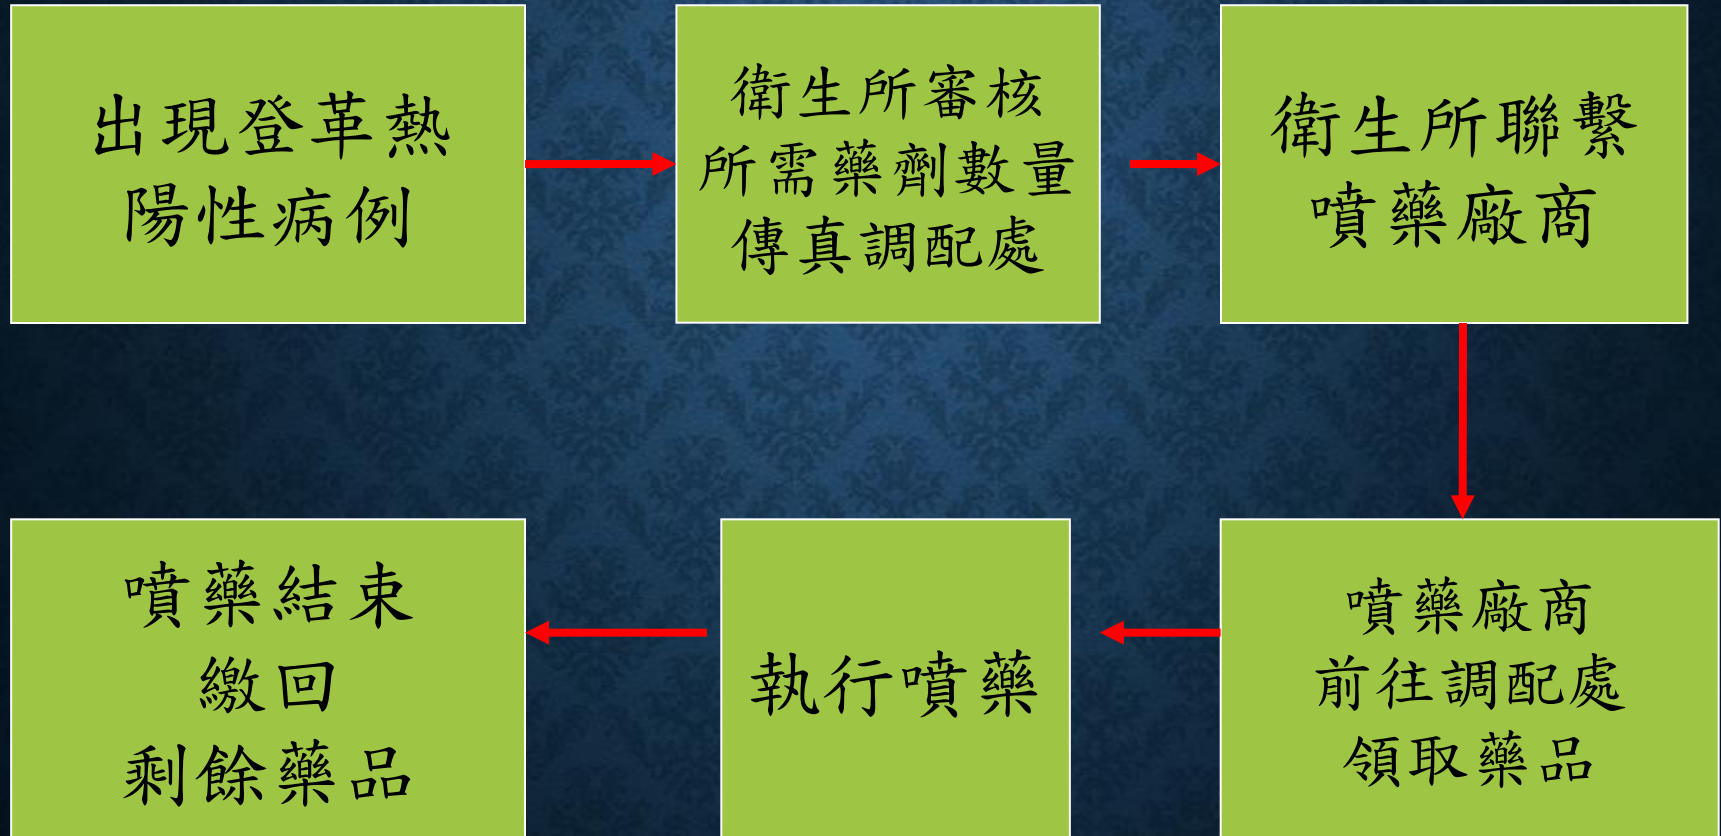 出現登革熱
陽性病例
衛生所審核
所需藥劑數量
傳真調配處
衛生所聯繫
噴藥廠商
噴藥廠商
前往調配處
領取藥品
執行噴藥
噴藥結束
繳回
剩餘藥品